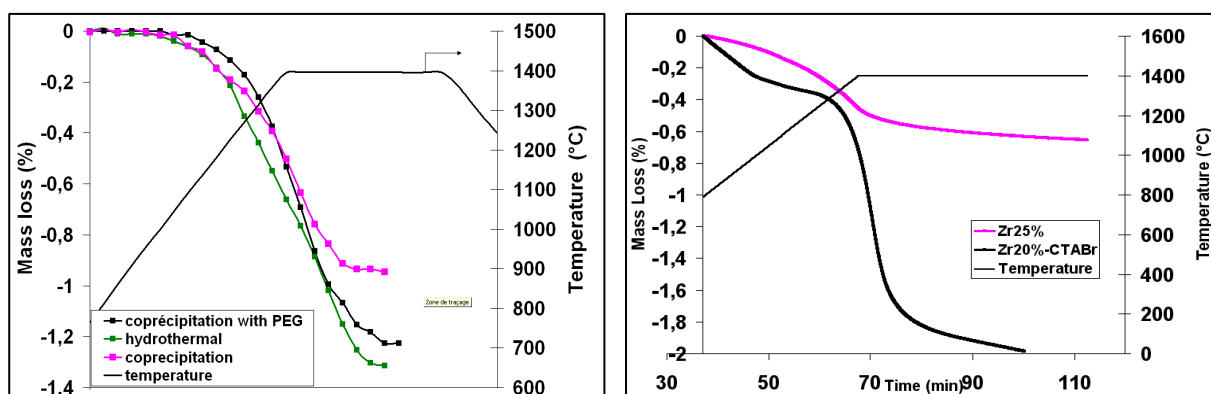 Mass loss (%)
0
-0,2
-0,4
-0,6
-0,8
-1
-1,2
-1,4
1500
1400
1300
1200
1100
1000
900
800
700
600
Temperature (°C)
Zone de traçage
coprécipitation with PEG
hydrothermal
coprecipitation
temperature
Mass Loss (%)
0
-0,2
-0,4
-0,6
-0,8
-1
-1,2
-1,4
-1,6
-1,8
-2
1600
1400
1200
1000
800
600
400
200
0
Temperature (°C)
Zr25%
Zr20%-CTABr
Temperature
30 50 70 90 110
Time (min)